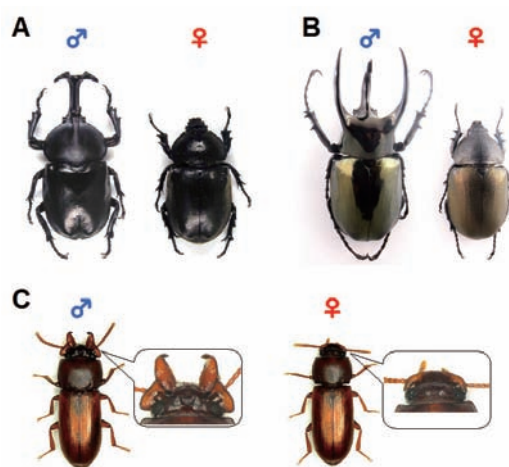 A ♂ ♀
B ♂ ♀
C ♂ ♀